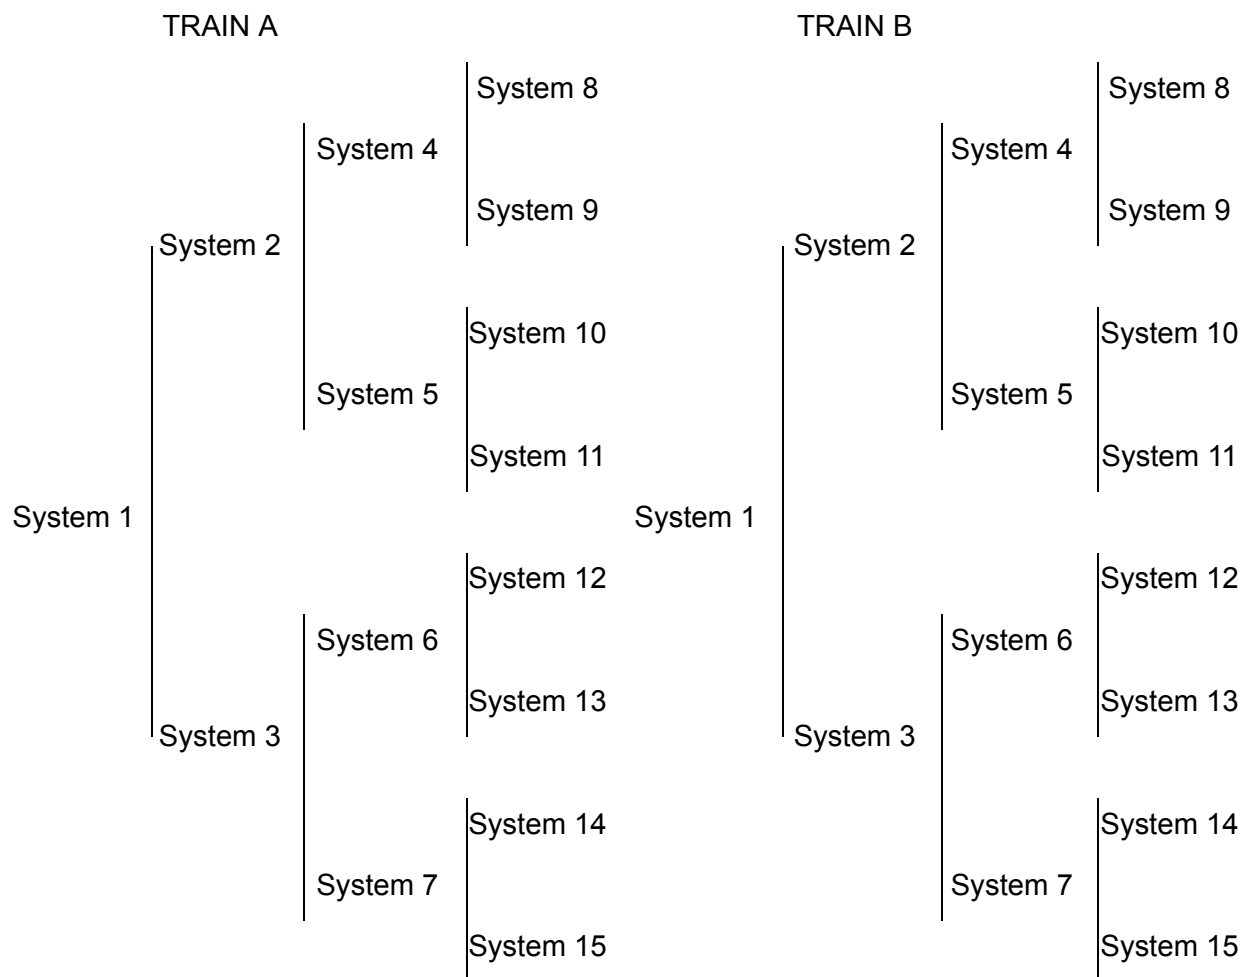 TRAIN A
System 8
System 4
System 9
System 2
System 10
System 5
System 11
System 1
System 12
System 6
System 13
System 3
System 14
System 7
System 15
TRAIN B
System 8
System 4
System 9
System 2
System 10
System 5
System 11
System 1
System 12
System 6
System 13
System 3
System 14
System 7
System 15